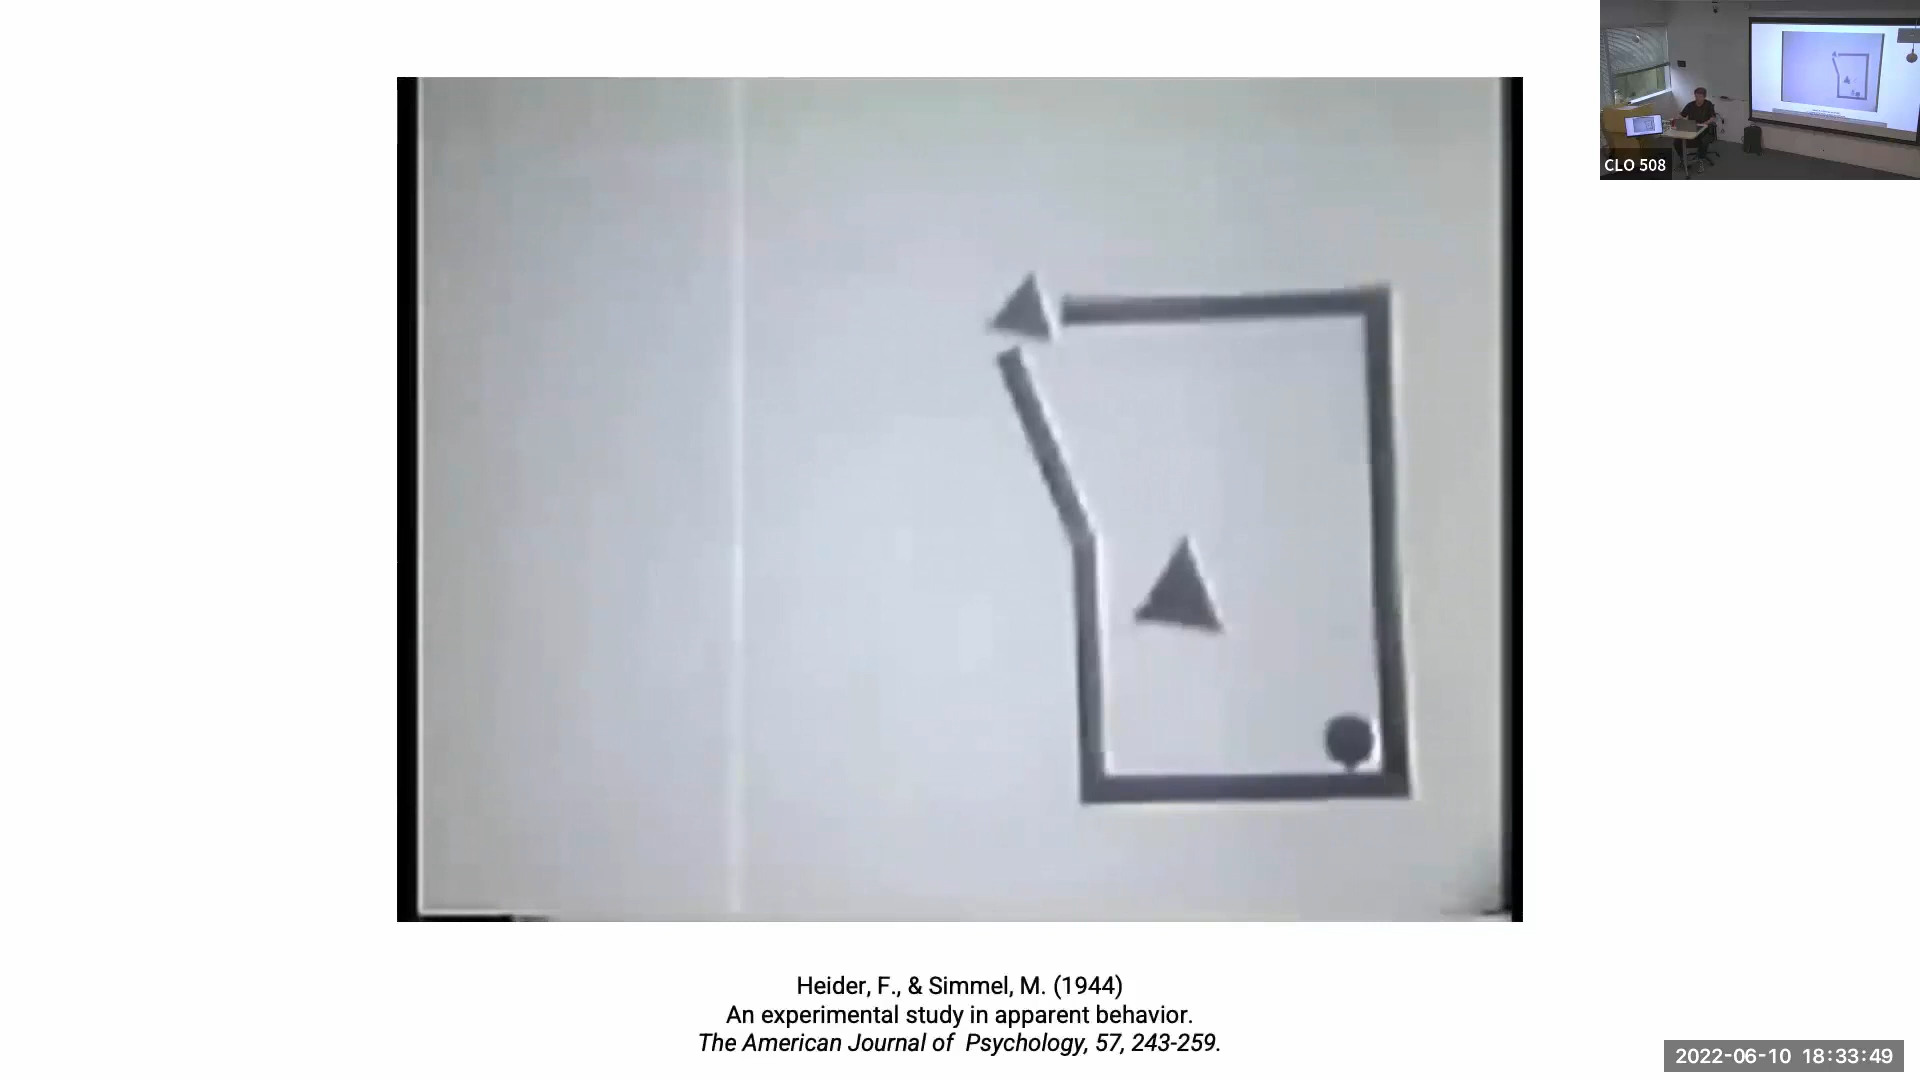 CLO 508
Heider, F., & Simmel, M. (1944)
An experimental study in apparent behavior.
The American Journal of Psychology, 57, 243-259.
2022-06-10 18:33:49